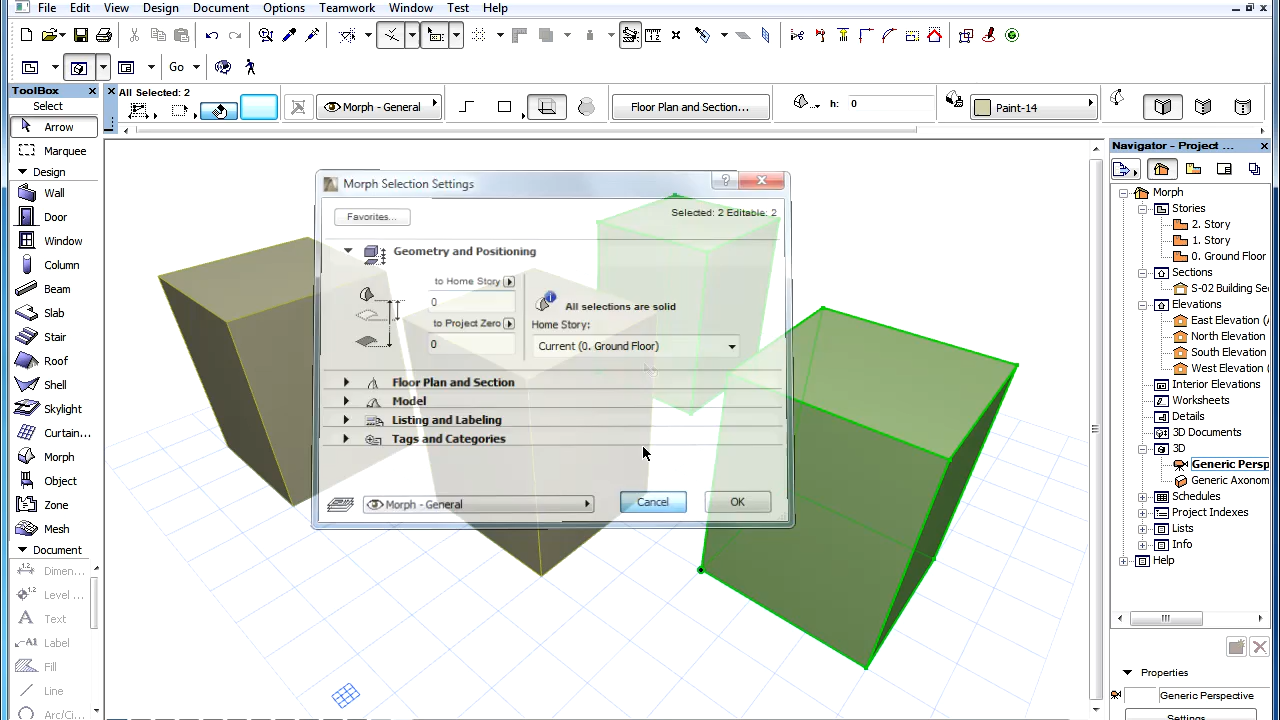 File Edit View Design Document Options Teamwork Window Test Help
Go
ToolBox
Select
Arrow
Marquee
Design
Wall
Door
Window
Column
Beam
Slab
Stair
Roof
Shell
Skylight
Curtain...
Morph
Object
Zone
Mesh
Document
Dimen...
Level ...
Text
Label
Fill
Line
Arc/Ci...
All Selected: 2
Morph - General
Floor Plan and Section...
h: 0
Paint-14
Morph Selection Settings
Favorites...
Selected: 2 Editable: 2
Geometry and Positioning
to Home Story
0
to Project Zero
0
All selections are solid
Home Story:
Current (0. Ground Floor)
Floor Plan and Section
Model
Listing and Labeling
Tags and Categories
Morph - General
Cancel
OK
Navigator - Project ...
Morph
Stories
2. Story
1. Story
0. Ground Floor
Sections
S-02 Building Se
Elevations
East Elevation (
North Elevation
South Elevation
West Elevation (
Interior Elevations
Worksheets
Details
3D Documents
3D
Generic Persp
Generic Axonom
Schedules
Project Indexes
Lists
Info
Help
Properties
Generic Perspective
Settings